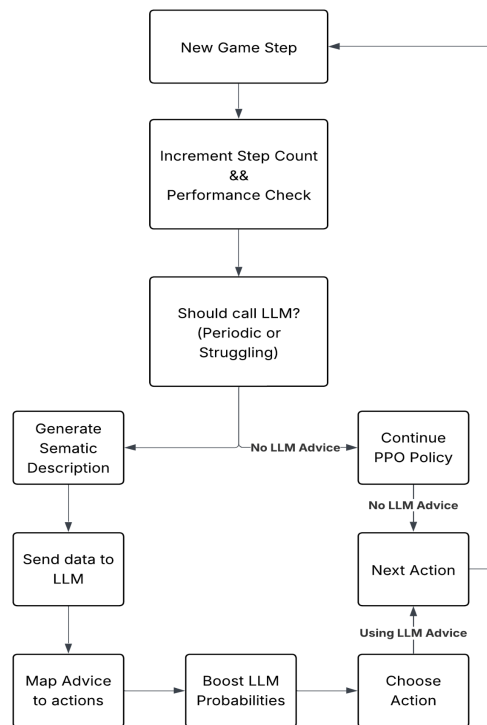 New Game Step
Increment Step Count
&&
Performance Check
Should call LLM?
(Periodic or
Struggling)
Generate
Sematic
Description
No LLM Advice
Continue
PPO Policy
No LLM Advice
Send data to
LLM
Next Action
Using LLM Advice
Map Advice
to actions
Boost LLM
Probabilities
Choose
Action